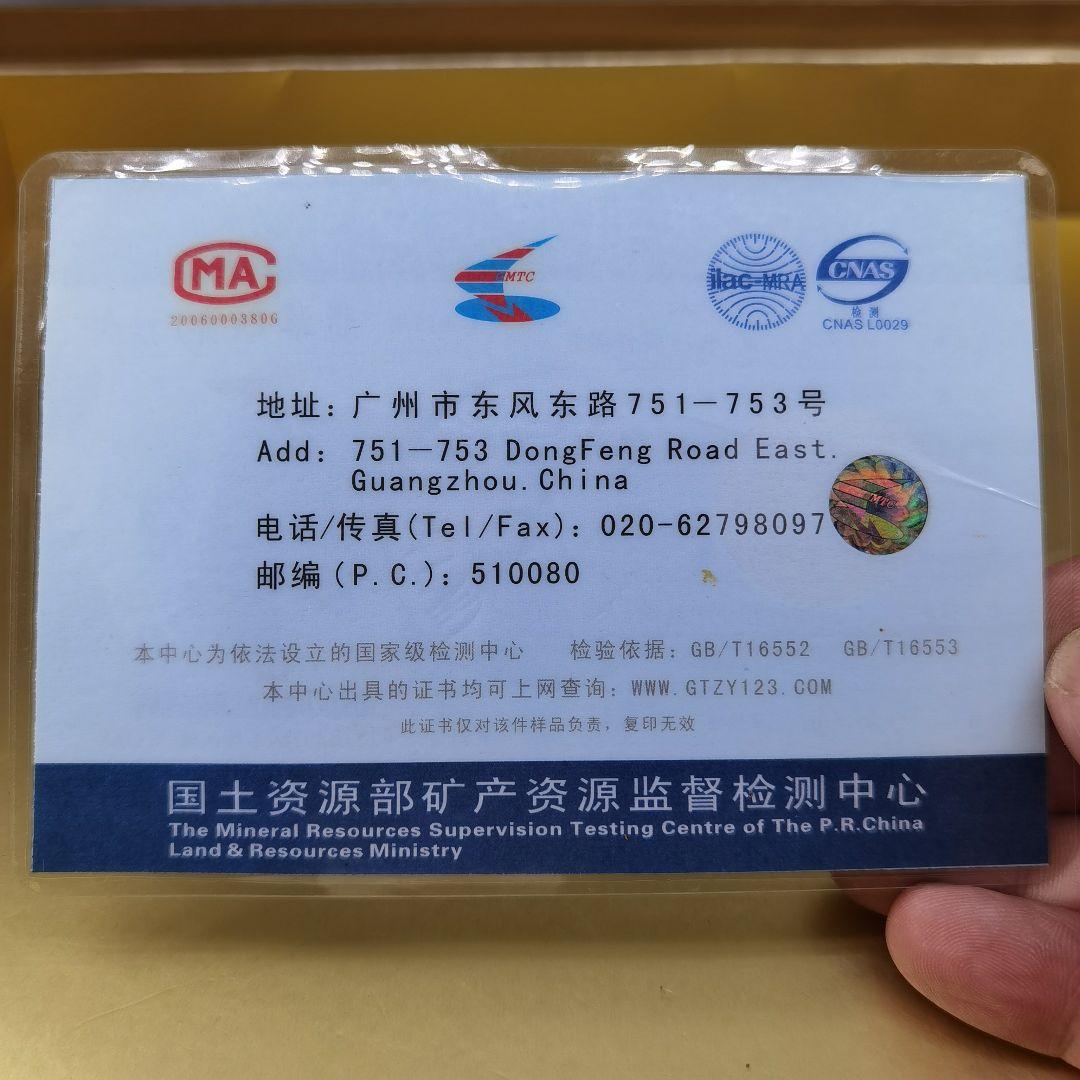 MA
2006000380G
MTC
ilac-MRA
CNAS
检 测
CNAS L0029
地址：广州市东风东路751—753号
Add：751—753 DongFeng Road East.
Guangzhou.China
电话/传真(Tel/Fax)：020-62798097
MTC
邮编(P.C.)：510080
本中心为依法设立的国家级检测中心 检验依据：GB/T16552 GB/T16553
本中心出具的证书均可上网查询：WWW.GTZY123.COM
此证书仅对该件样品负责，复印无效
国土资源部矿产资源监督检测中心
The Mineral Resources Supervision Testing Centre of The P.R.China
Land & Resources Ministry